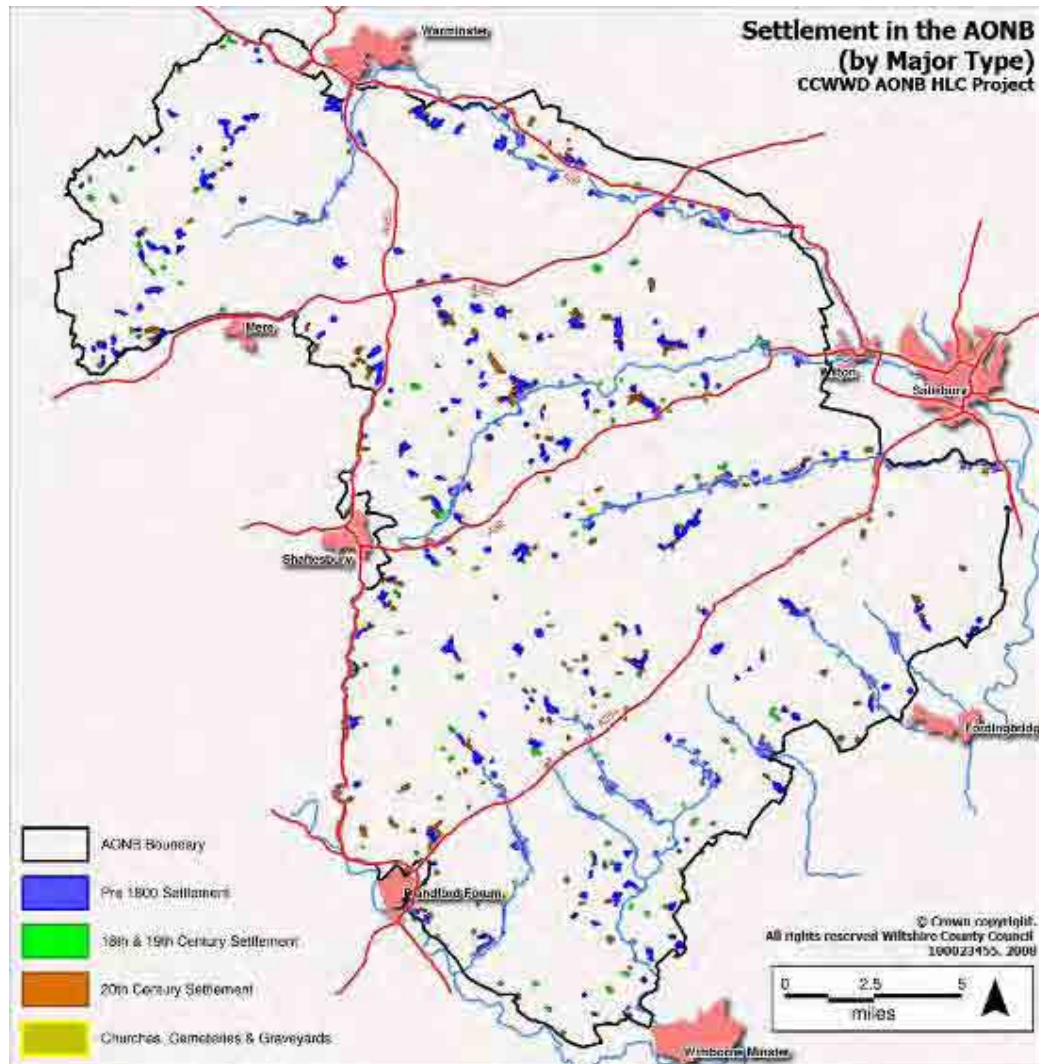 Settlement in the AONB
(by Major Type)
CCWWD AONB HLC Project
Warminster
Mere
Wilton
Salisbury
Shaftesbury
Fordingbridge
Blandford Forum
Wimborne Minster
AONB Boundary
Pre 1800 Settlement
18th & 19th Century Settlement
20th Century Settlement
Churches, Cemeteries & Graveyards
© Crown copyright.
All rights reserved Wiltshire County Council
100023455. 2008
0 2.5 5
miles